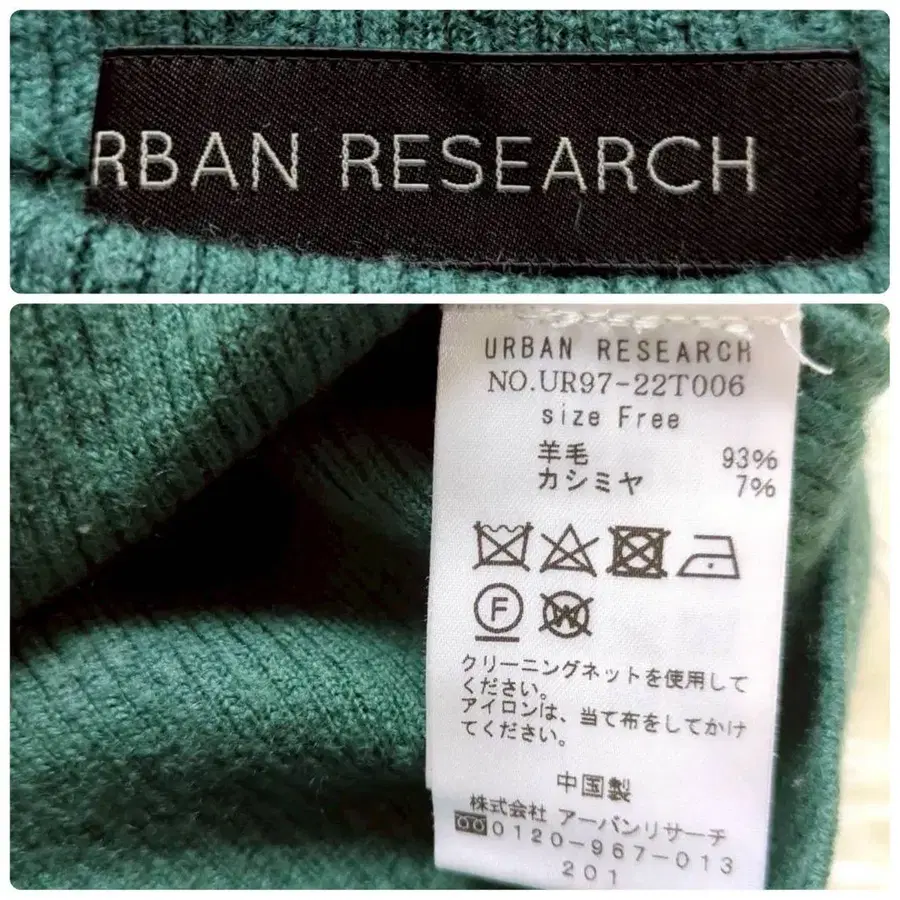 RBAN RESEARCH
URBAN RESEARCH
NO.UR97-22T006
size Free
羊毛 93%
カシミヤ 7%
F W
クリーニングネットを使用して
ください。
アイロンは、当て布をしてかけ
てください。
中国製
株式会社 アーバンリサーチ
0120-967-013
201